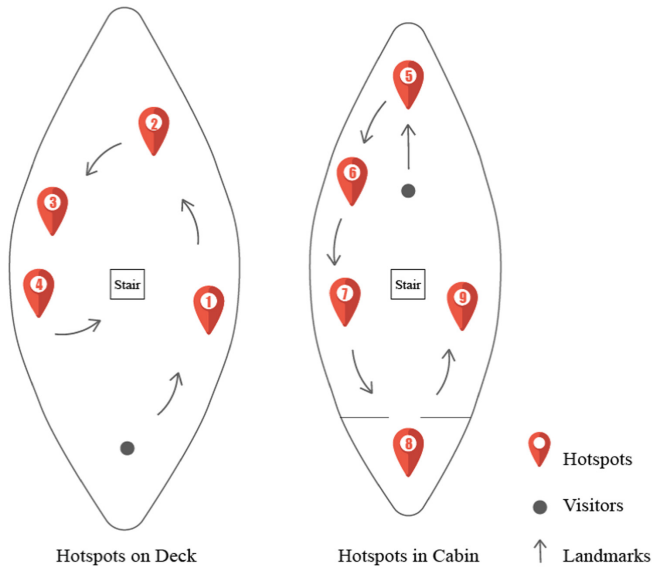 2
3
4
Stair
1
Hotspots on Deck
5
6
7
Stair
9
8
Hotspots in Cabin
Hotspots
Visitors
Landmarks